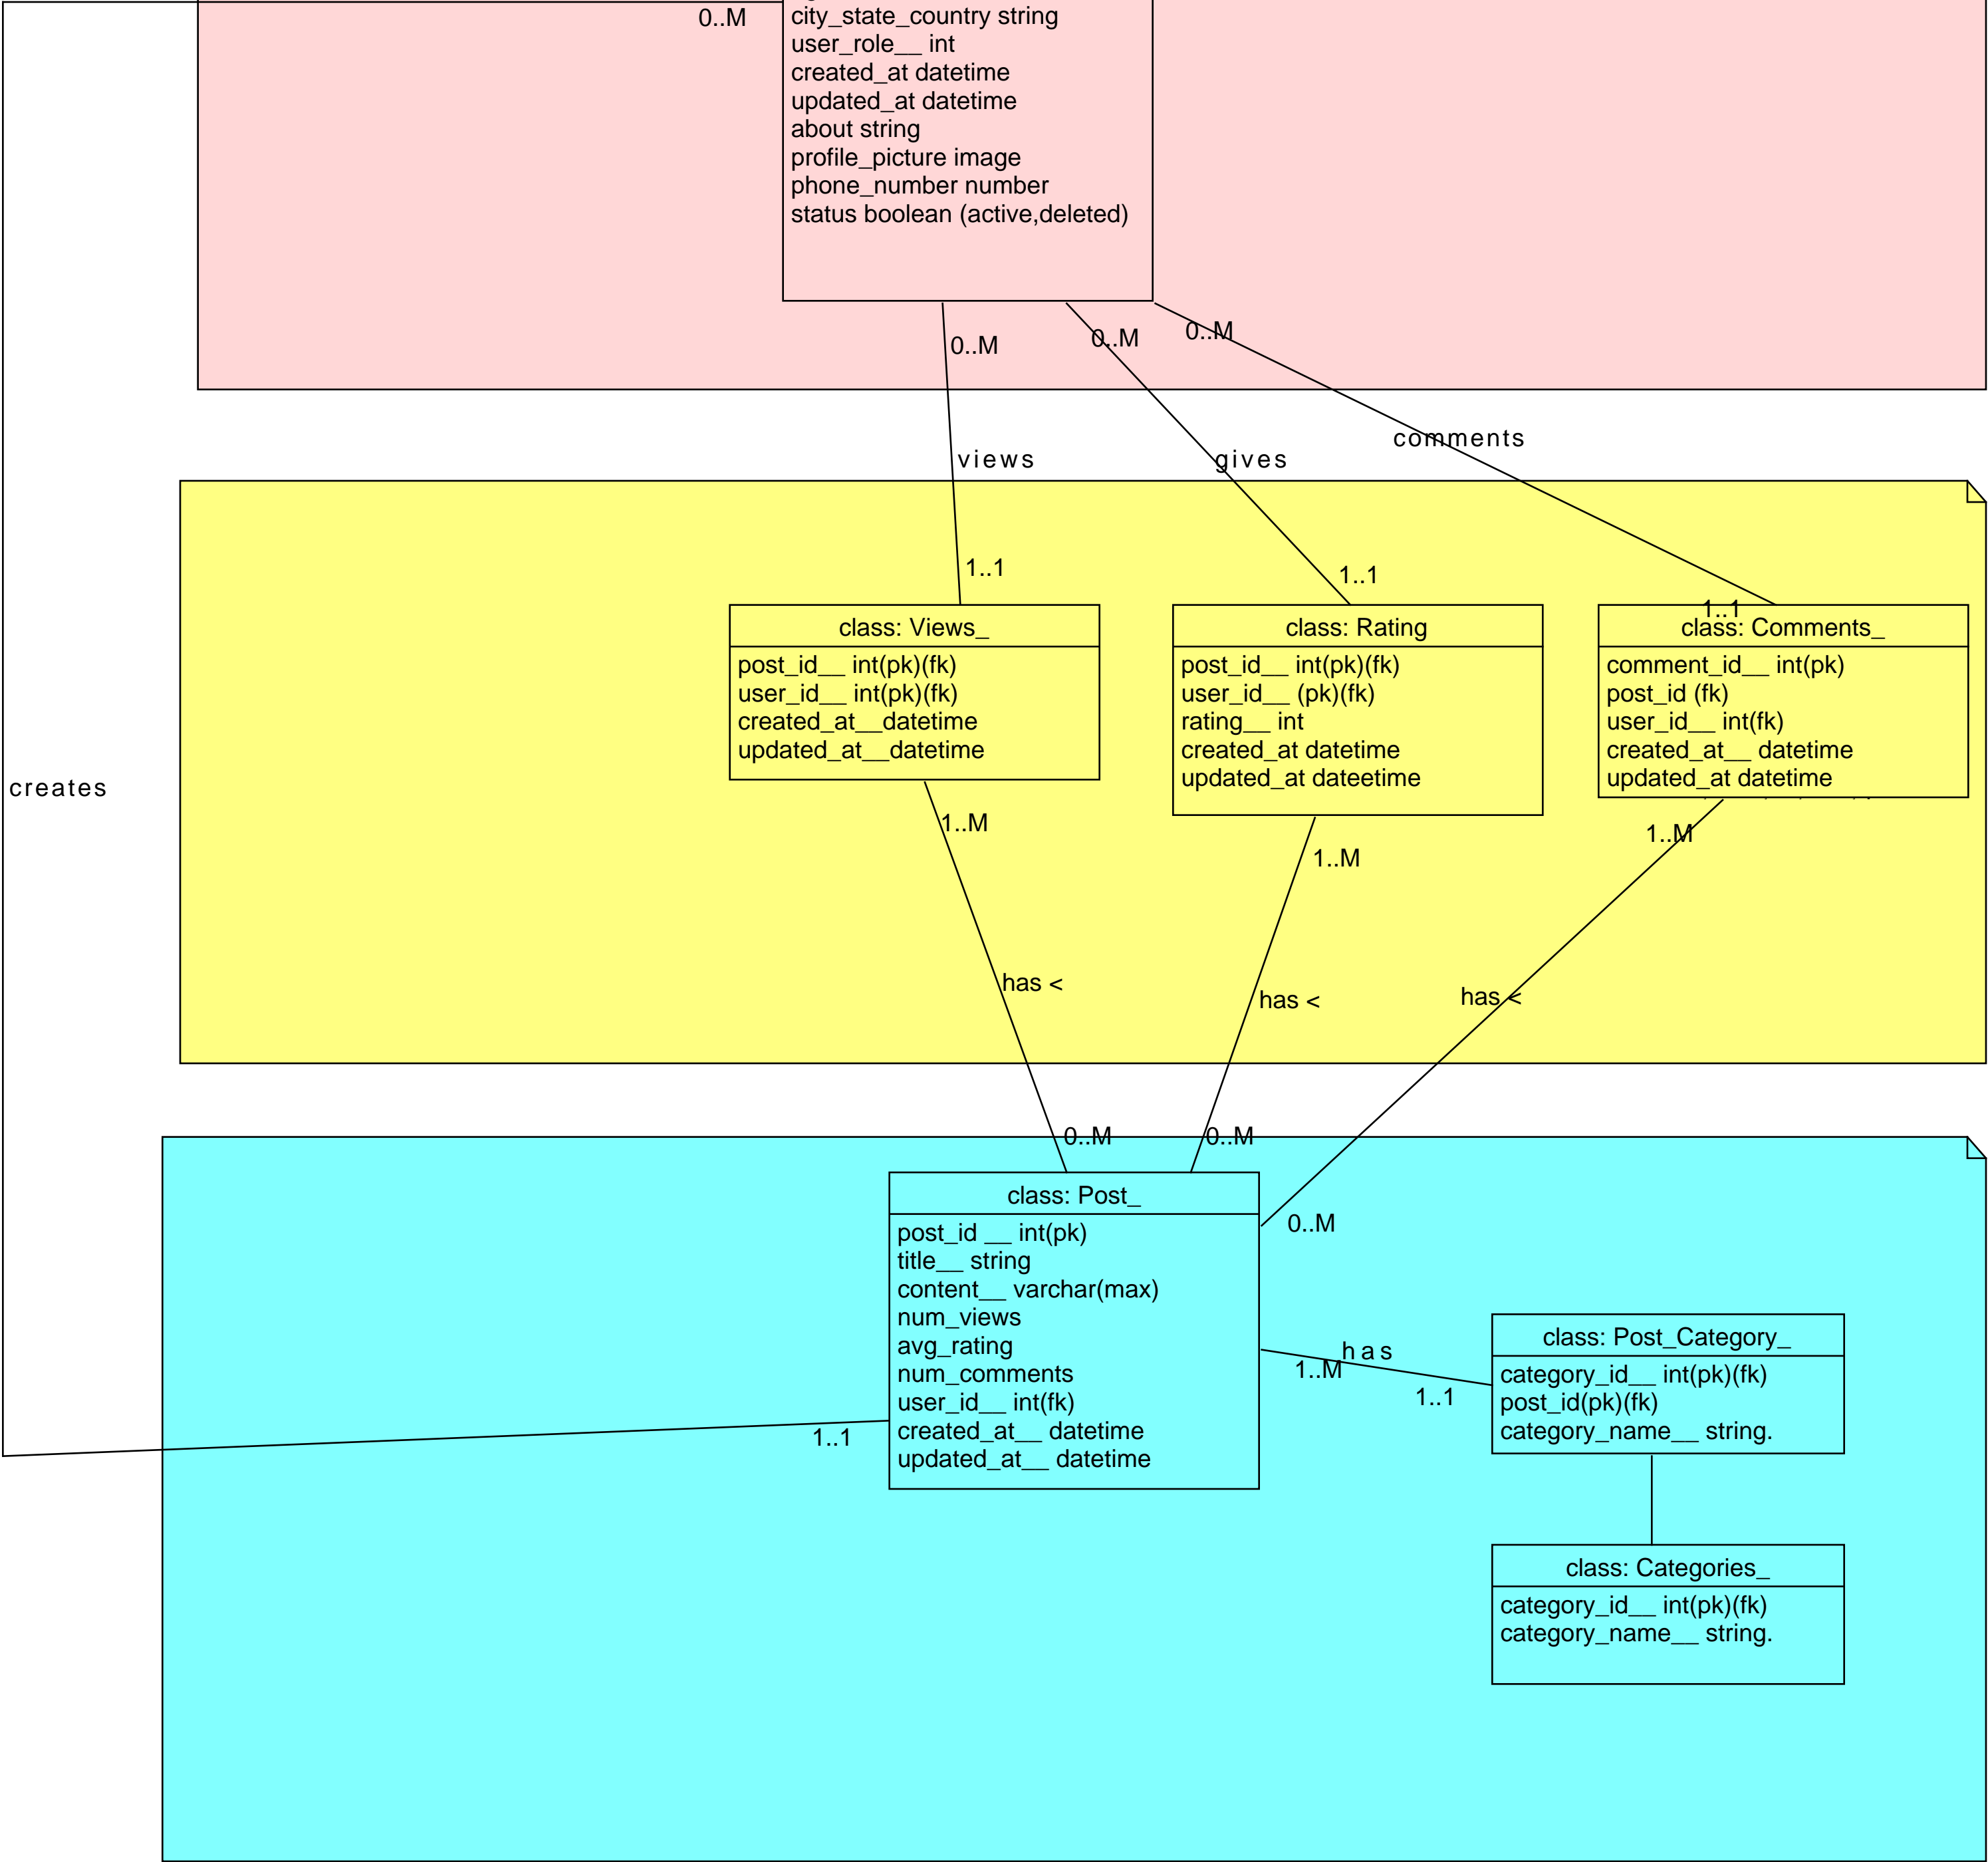 0..M
city_state_country string
user_role__ int
created_at datetime
updated_at datetime
about string
profile_picture image
phone_number number
status boolean (active,deleted)
0..M
0..M
0..M
views
gives
comments
1..1
1..1
1..1
class: Views_
post_id__ int(pk)(fk)
user_id__ int(pk)(fk)
created_at__datetime
updated_at__datetime
class: Rating
post_id__ int(pk)(fk)
user_id__ (pk)(fk)
rating__ int
created_at datetime
updated_at dateetime
class: Comments_
comment_id__ int(pk)
post_id (fk)
user_id__ int(fk)
created_at__ datetime
updated_at datetime
creates
1..M
1..M
1..M
has <
has <
has <
0..M
0..M
0..M
class: Post_
post_id __ int(pk)
title__ string
content__ varchar(max)
num_views
avg_rating
num_comments
user_id__ int(fk)
created_at__ datetime
updated_at__ datetime
1..1
has
1..M
1..1
class: Post_Category_
category_id__ int(pk)(fk)
post_id(pk)(fk)
category_name__ string.
class: Categories_
category_id__ int(pk)(fk)
category_name__ string.